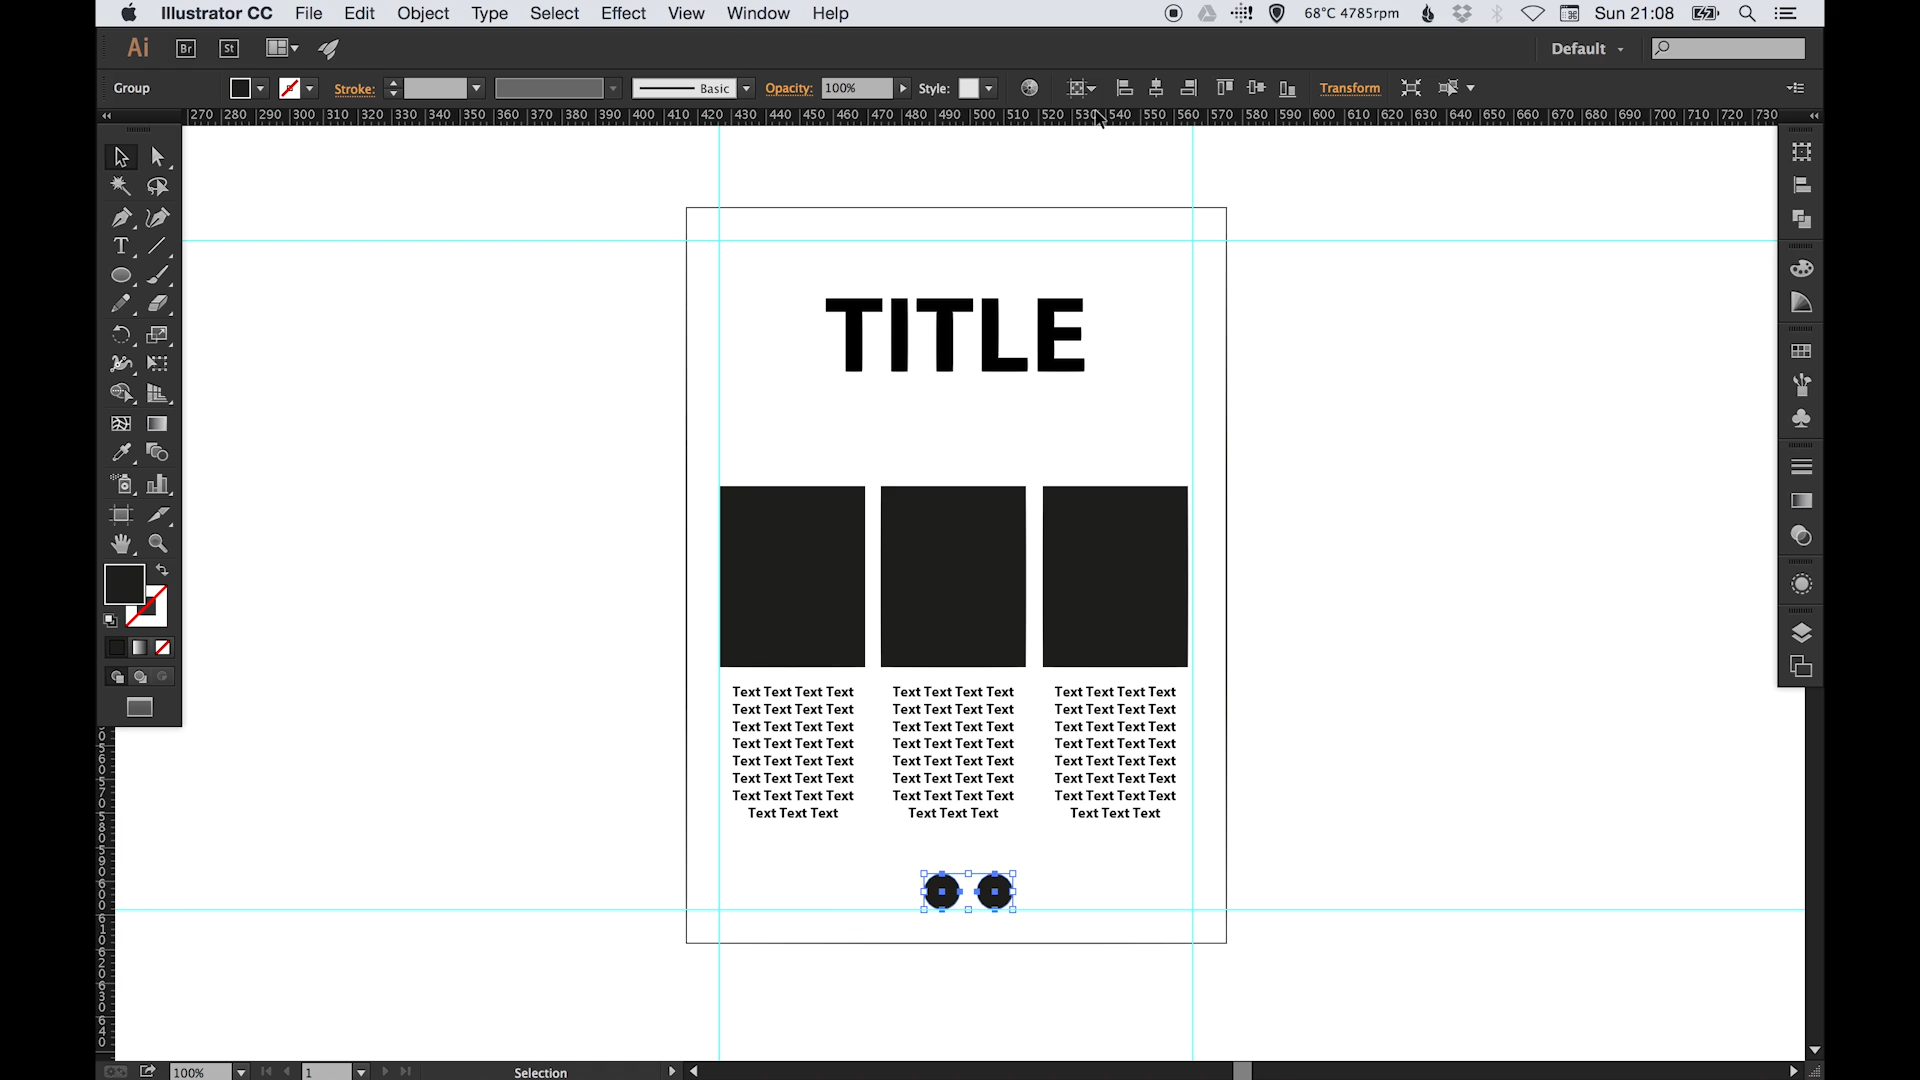 Illustrator CC File Edit Object Type Select Effect View Window Help 68°C 4785rpm Sun 21:08
Ai Br St Default
Group Stroke: Basic Opacity: 100% Style: Transform
270 280 290 300 310 320 330 340 350 360 370 380 390 400 410 420 430 440 450 460 470 480 490 500 510 520 530 540 550 560 570 580 590 600 610 620 630 640 650 660 670 680 690 700 710 720 730
TITLE
Text Text Text Text Text Text Text Text Text Text Text Text
Text Text Text Text Text Text Text Text Text Text Text Text
Text Text Text Text Text Text Text Text Text Text Text Text
Text Text Text Text Text Text Text Text Text Text Text Text
Text Text Text Text Text Text Text Text Text Text Text Text
Text Text Text Text Text Text Text Text Text Text Text Text
Text Text Text Text Text Text Text Text Text Text Text Text
Text Text Text Text Text Text Text Text Text
560
570
580
590
600
610
620
630
640
100% 1 Selection